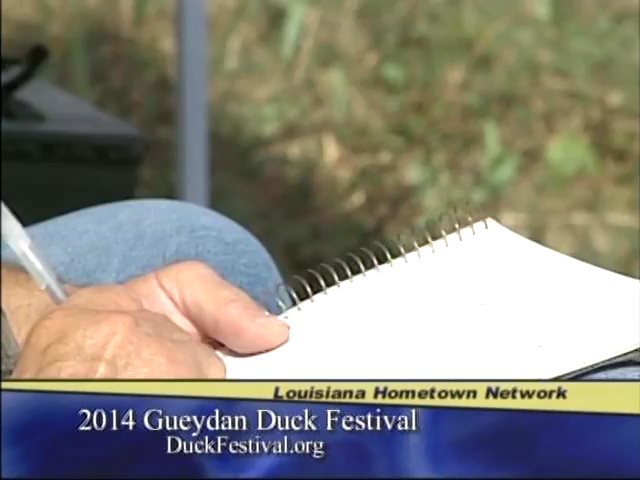 Louisiana Hometown Network
2014 Gueydan Duck Festival
DuckFestival.org